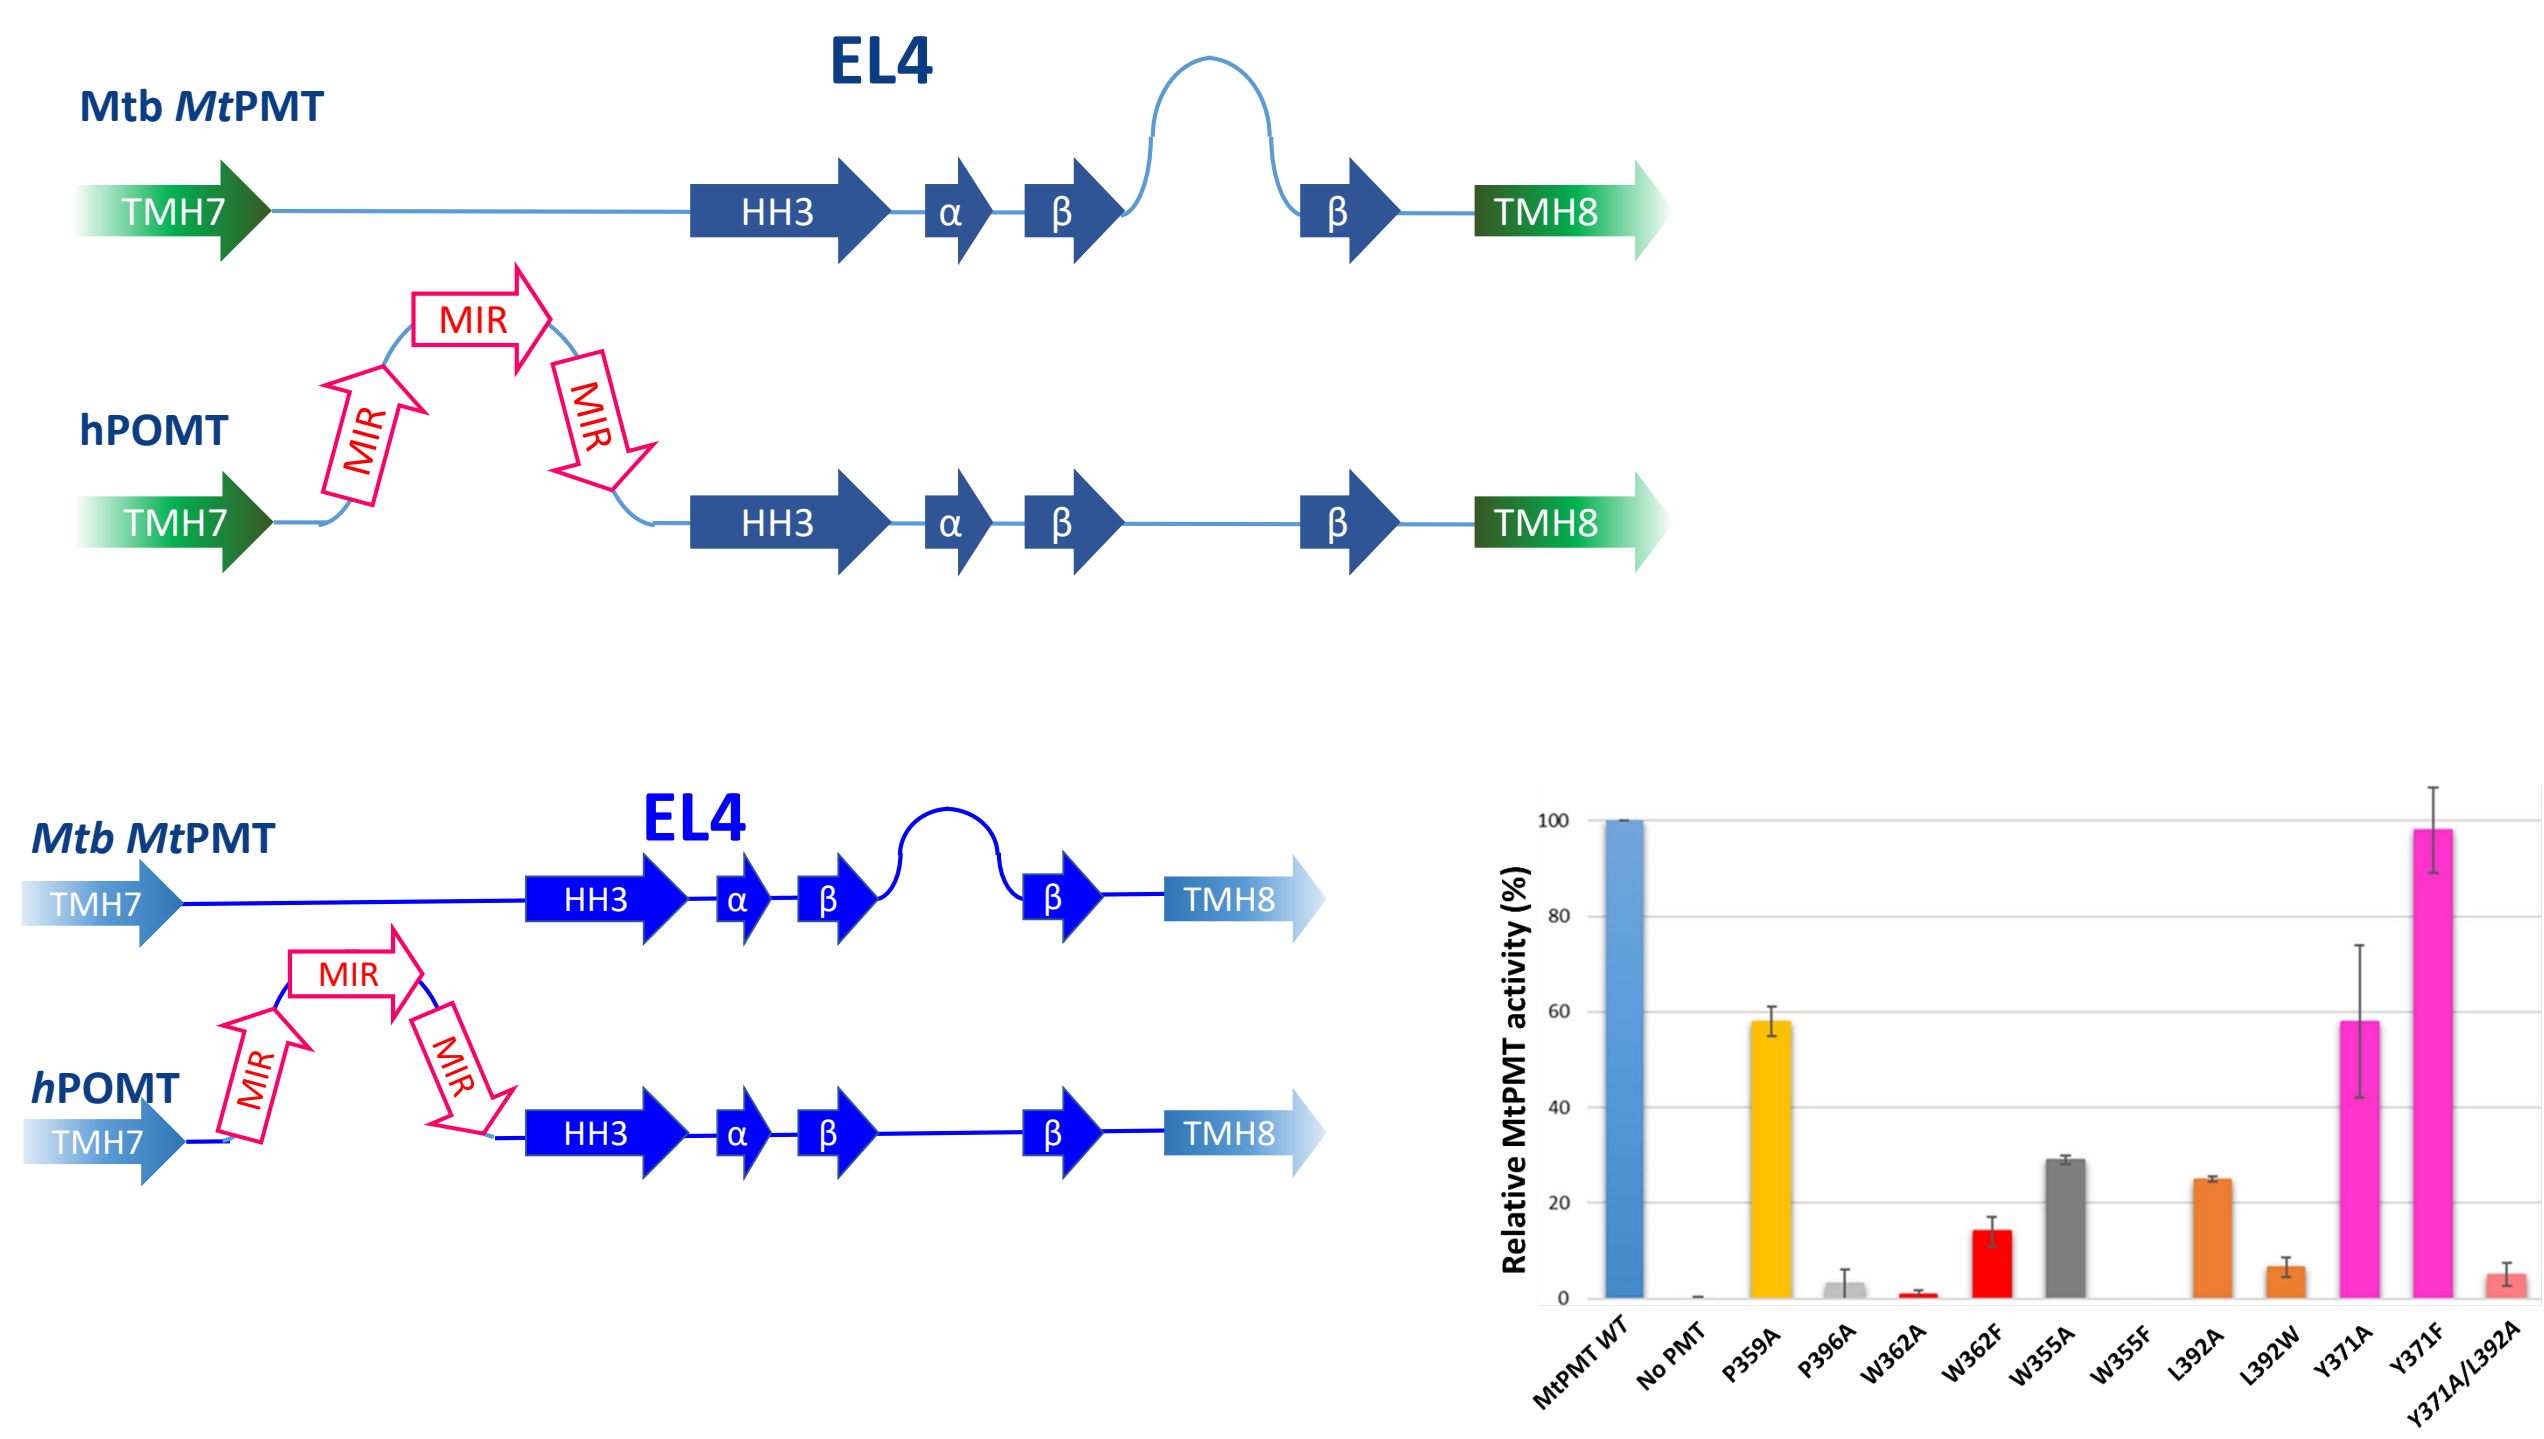 EL4
Mtb MtPMT
TMH7
HH3
α
β
β
TMH8
MIR
MIR
MIR
hPOMT
TMH7
HH3
α
β
β
TMH8
EL4
Mtb MtPMT
TMH7
HH3
α
β
β
TMH8
MIR
MIR
MIR
hPOMT
TMH7
HH3
α
β
β
TMH8
Relative MtPMT activity (%)
100
80
60
40
20
0
MtPMT WT
No PMT
P359A
P396A
W362A
W362F
W355A
W355F
L392A
L392W
Y371A
Y371F
Y371A/L392A